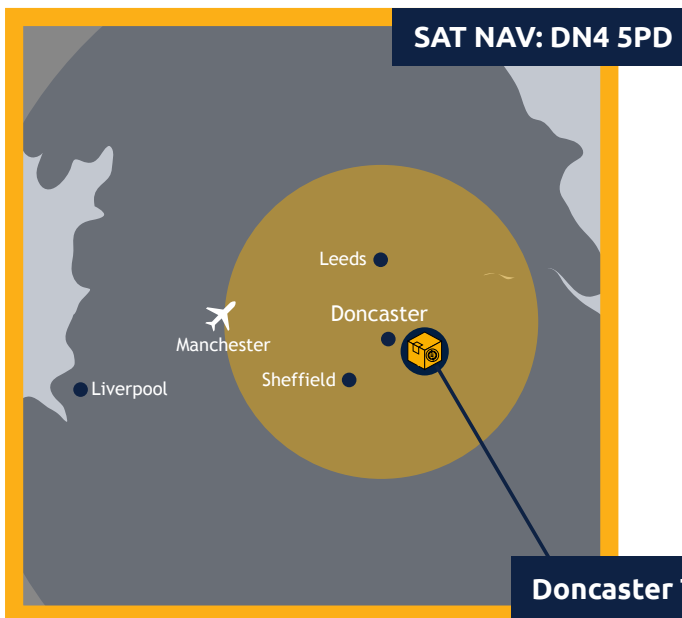 SAT NAV: DN4 5PD
Leeds
Doncaster
Manchester
Sheffield
Liverpool
Doncaster